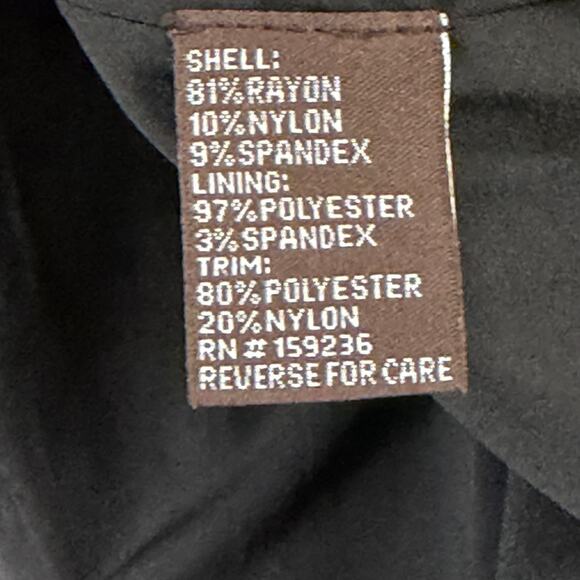 SHELL:
81%RAYON
10%NYLON
9%SPANDEX
LINING:
97%POLYESTER
3%SPANDEX
TRIM:
80%POLYESTER
20%NYLON
RN#159236
REVERSE FOR CARE